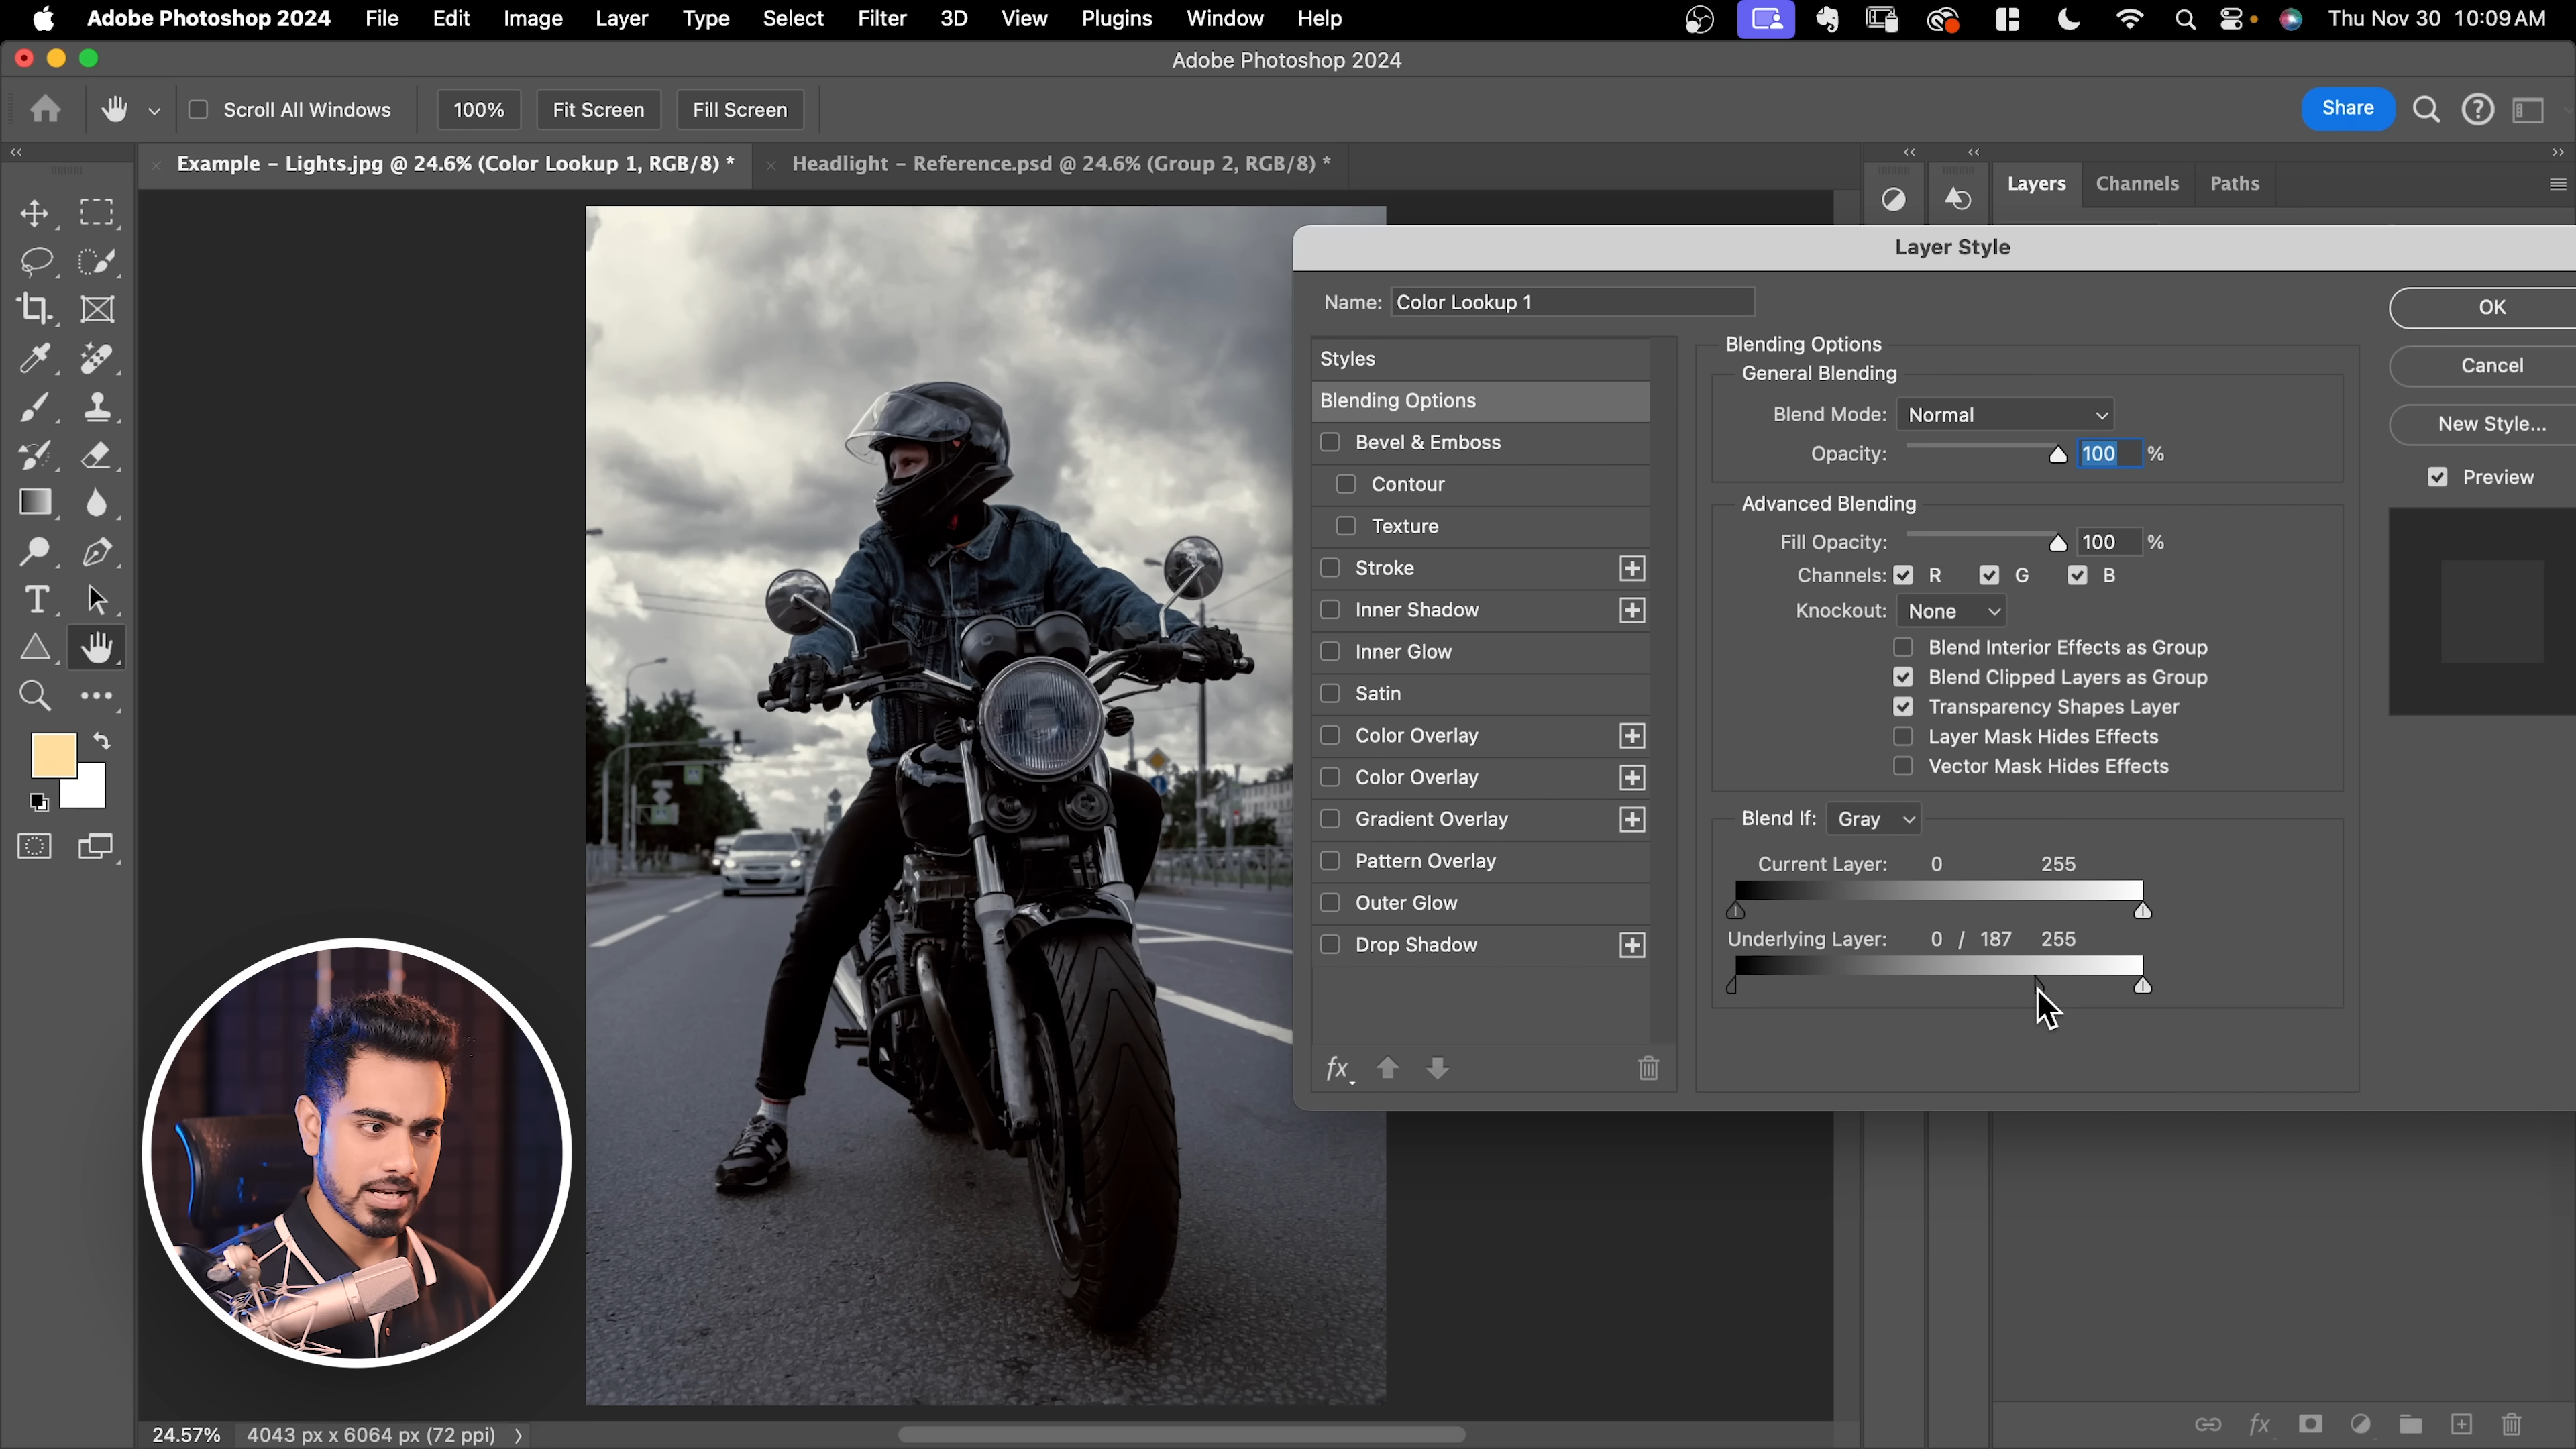 Adobe Photoshop 2024 File Edit Image Layer Type Select Filter 3D View Plugins Window Help Thu Nov 30 10:09 AM
Adobe Photoshop 2024
Scroll All Windows 100% Fit Screen Fill Screen Share
Example – Lights.jpg @ 24.6% (Color Lookup 1, RGB/8) * Headlight – Reference.psd @ 24.6% (Group 2, RGB/8) *
Layers Channels Paths
Layer Style
Name: Color Lookup 1
OK
Cancel
New Style...
Preview
Styles
Blending Options
Bevel & Emboss
Contour
Texture
Stroke
Inner Shadow
Inner Glow
Satin
Color Overlay
Color Overlay
Gradient Overlay
Pattern Overlay
Outer Glow
Drop Shadow
fx
Blending Options
General Blending
Blend Mode: Normal
Opacity: 100 %
Advanced Blending
Fill Opacity: 100 %
Channels: R G B
Knockout: None
Blend Interior Effects as Group
Blend Clipped Layers as Group
Transparency Shapes Layer
Layer Mask Hides Effects
Vector Mask Hides Effects
Blend If: Gray
Current Layer: 0 255
Underlying Layer: 0 / 187 255
24.57% 4043 px x 6064 px (72 ppi)
fx